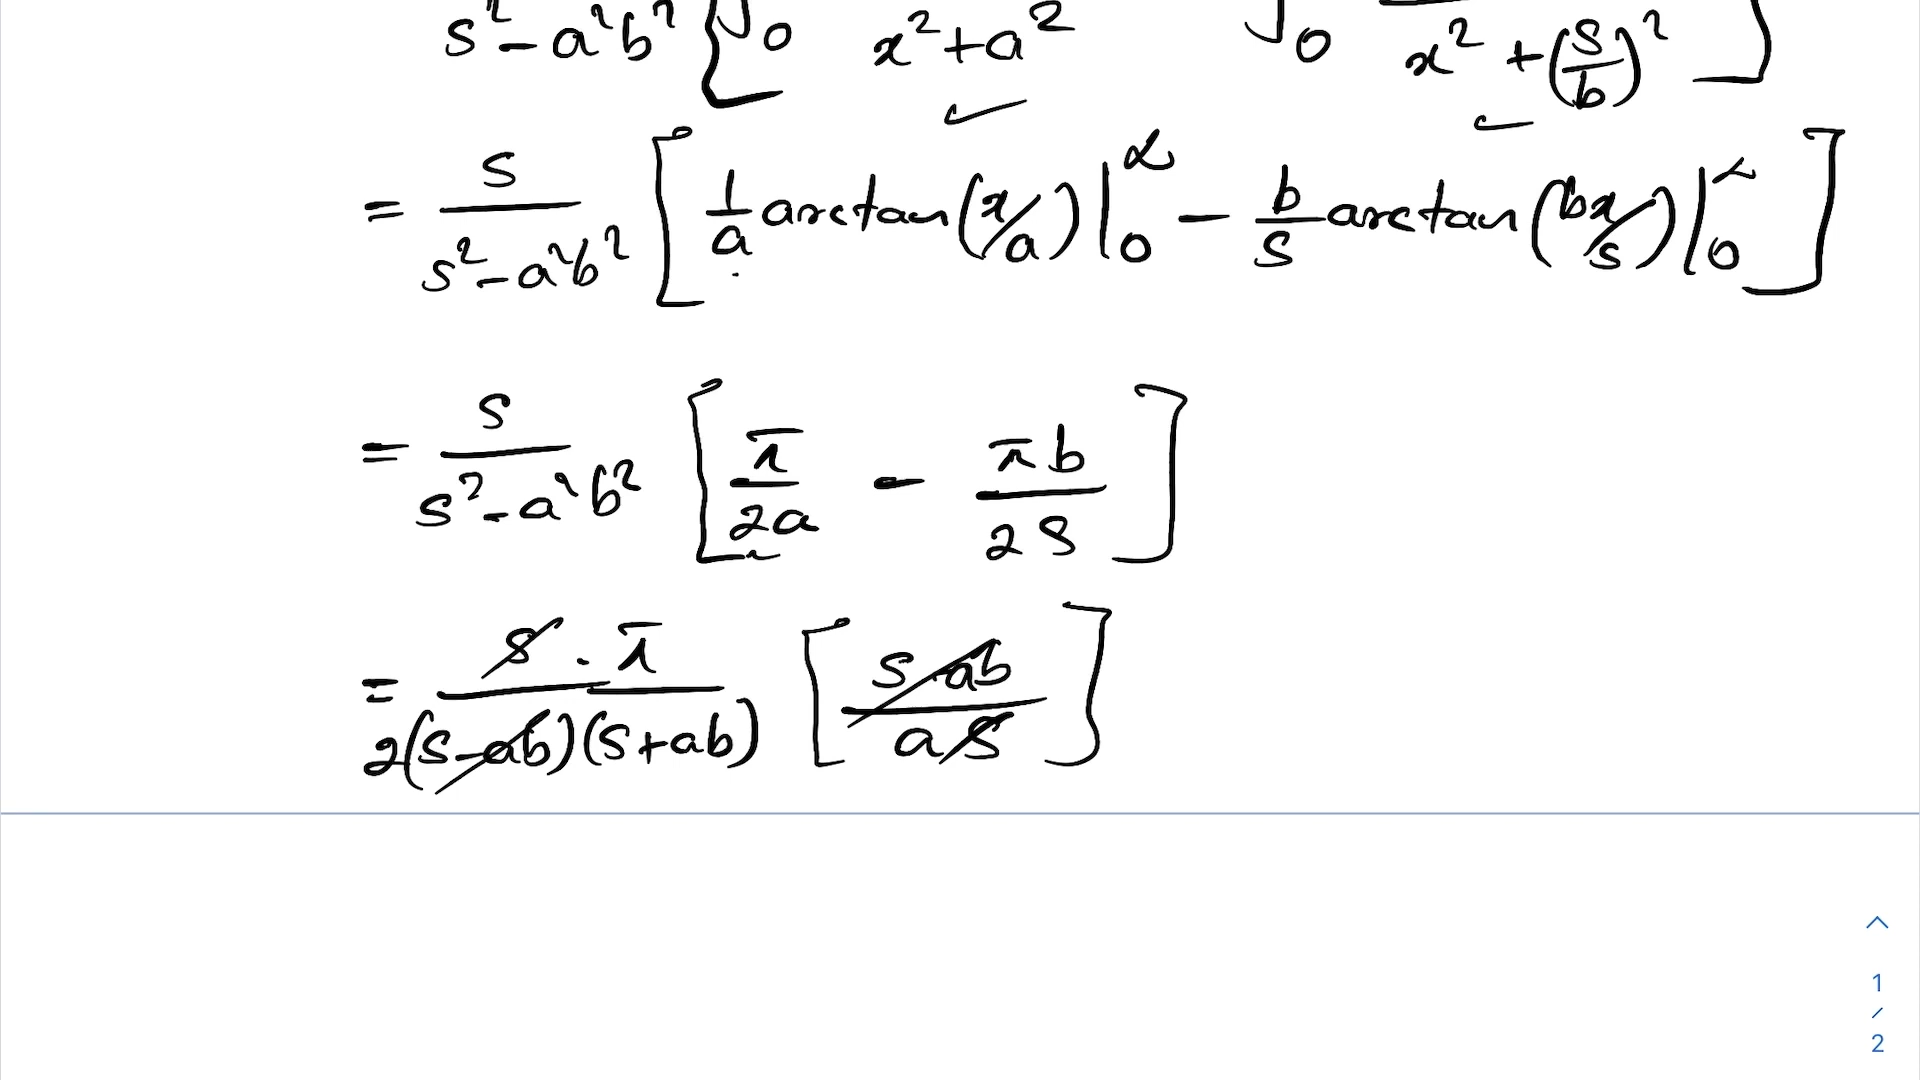 s² - a²b² [ ∫₀ x² + a² ∫₀ x² + (s/b)² ]
= s/(s² - a²b²) [ 1/a arctan(x/a) |₀^∞ - b/s arctan(bx/s) |₀^∞ ]
= s/(s² - a²b²) [ π/2a - πb/2s ]
= s · π / 2(s-ab)(s+ab) [ s-ab / as ]
1
/
2